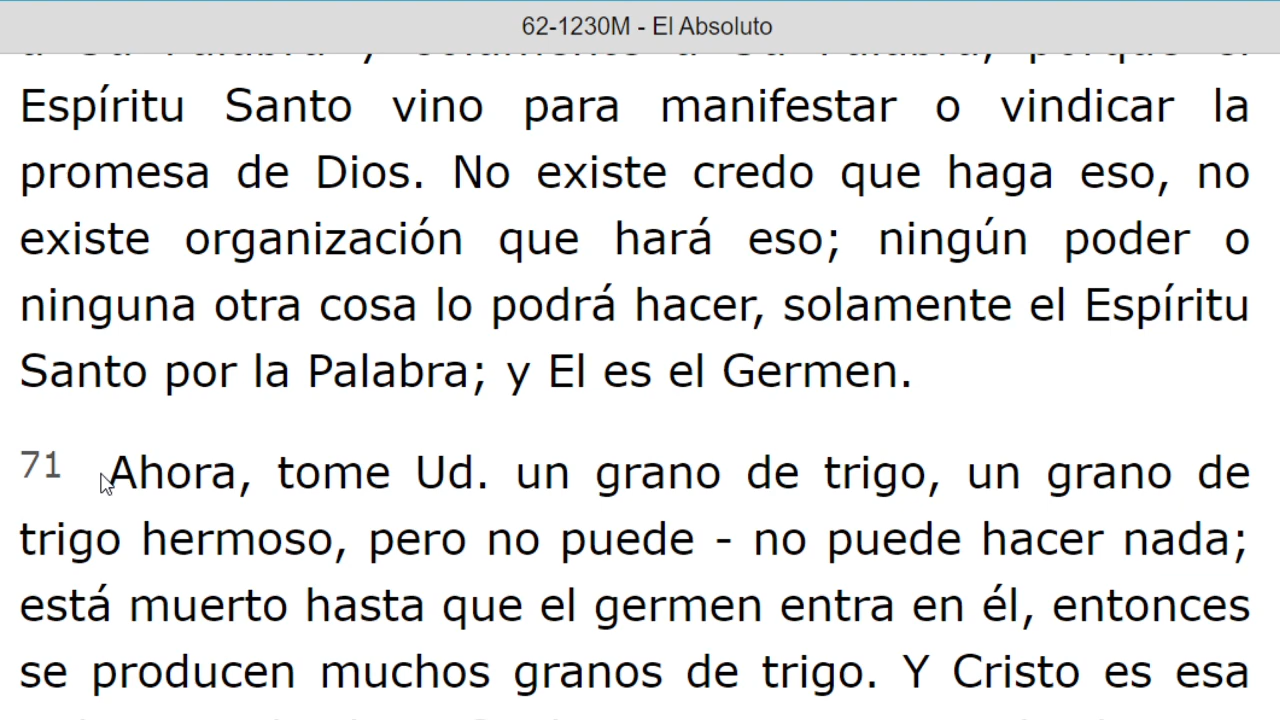 62-1230M - El Absoluto
Espíritu Santo vino para manifestar o vindicar la
promesa de Dios. No existe credo que haga eso, no
existe organización que hará eso; ningún poder o
ninguna otra cosa lo podrá hacer, solamente el Espíritu
Santo por la Palabra; y El es el Germen.
71 Ahora, tome Ud. un grano de trigo, un grano de
trigo hermoso, pero no puede - no puede hacer nada;
está muerto hasta que el germen entra en él, entonces
se producen muchos granos de trigo. Y Cristo es esa